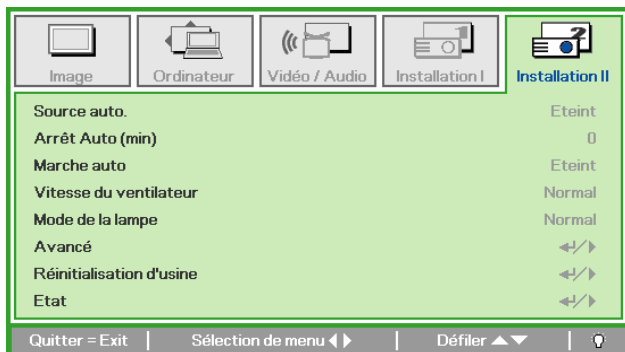 Image Ordinateur Vidéo / Audio Installation I Installation II
Source auto. Eteint
Arrêt Auto (min) 0
Marche auto Eteint
Vitesse du ventilateur Normal
Mode de la lampe Normal
Avancé
Réinitialisation d'usine
Etat
Quitter = Exit Sélection de menu Défiler